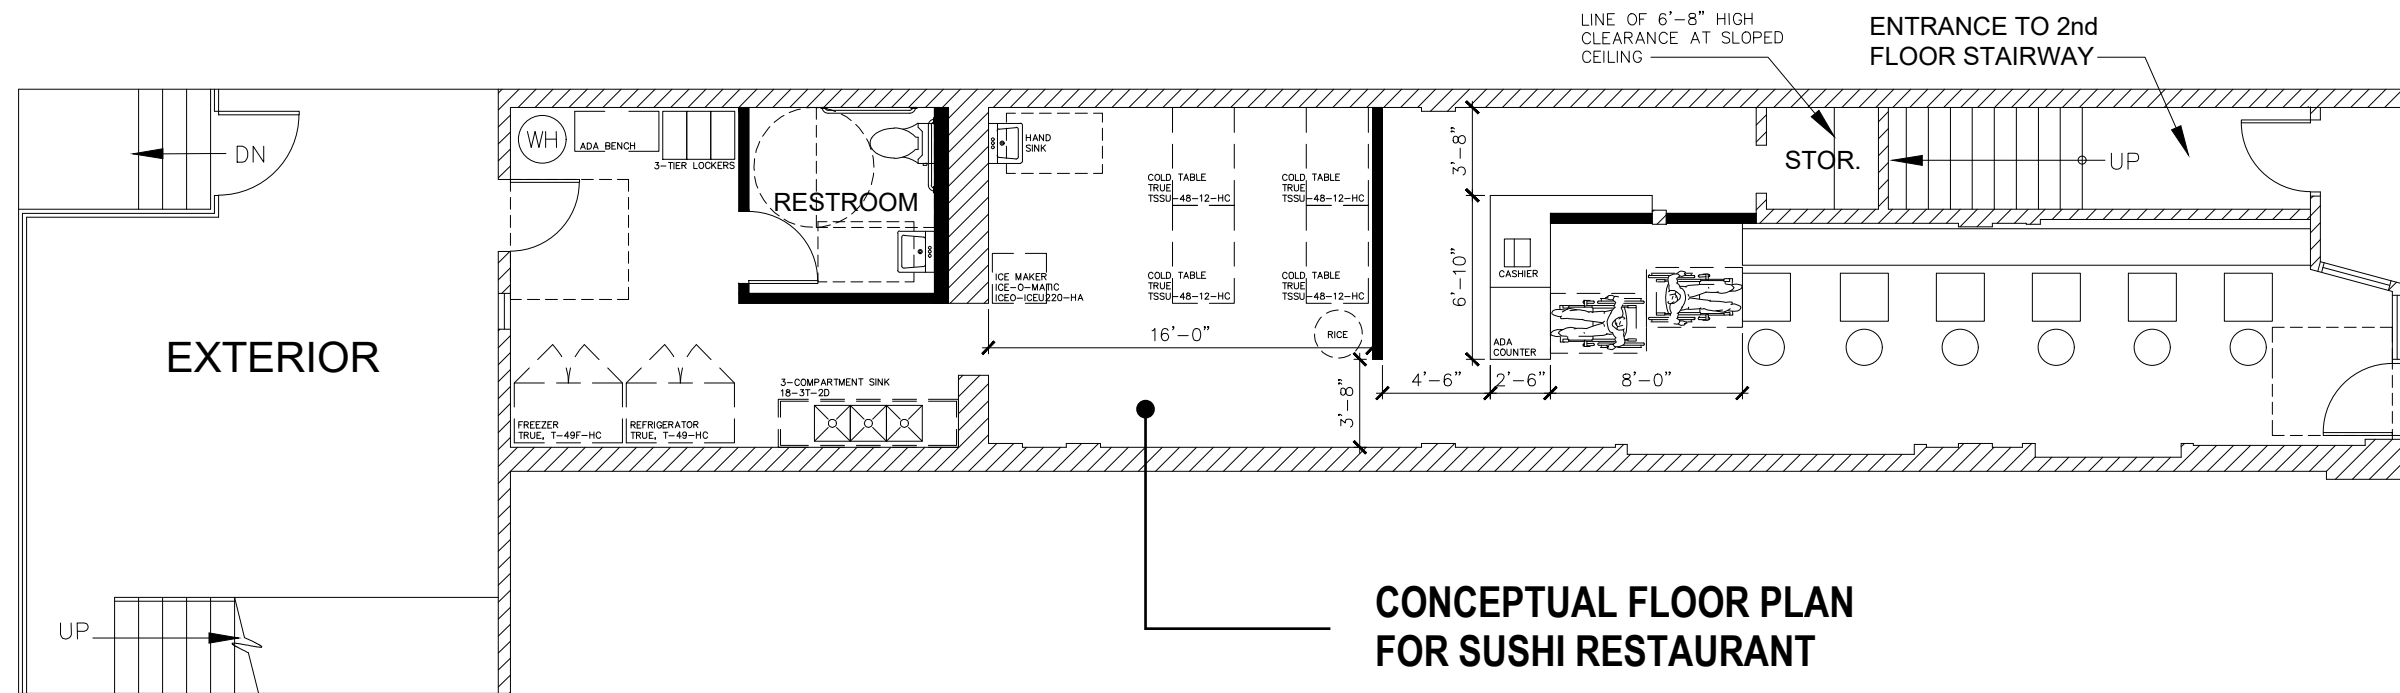 LINE OF 6'-8" HIGH
CLEARANCE AT SLOPED
CEILING
ENTRANCE TO 2nd
FLOOR STAIRWAY
DN
WH
ADA BENCH
3-TIER LOCKERS
RESTROOM
HAND
SINK
COLD TABLE
TRUE
TSSU-48-12-HC
COLD TABLE
TRUE
TSSU-48-12-HC
3'-8"
STOR.
UP
ICE MAKER
ICE-O-MATIC
ICEO-ICEU220-HA
COLD TABLE
TRUE
TSSU-48-12-HC
COLD TABLE
TRUE
TSSU-48-12-HC
6'-10"
CASHIER
EXTERIOR
16'-0"
RICE
ADA
COUNTER
3-COMPARTMENT SINK
18-3T-2D
3'-8"
4'-6"
2'-6"
8'-0"
FREEZER
TRUE, T-49F-HC
REFRIGERATOR
TRUE, T-49-HC
UP
CONCEPTUAL FLOOR PLAN
FOR SUSHI RESTAURANT